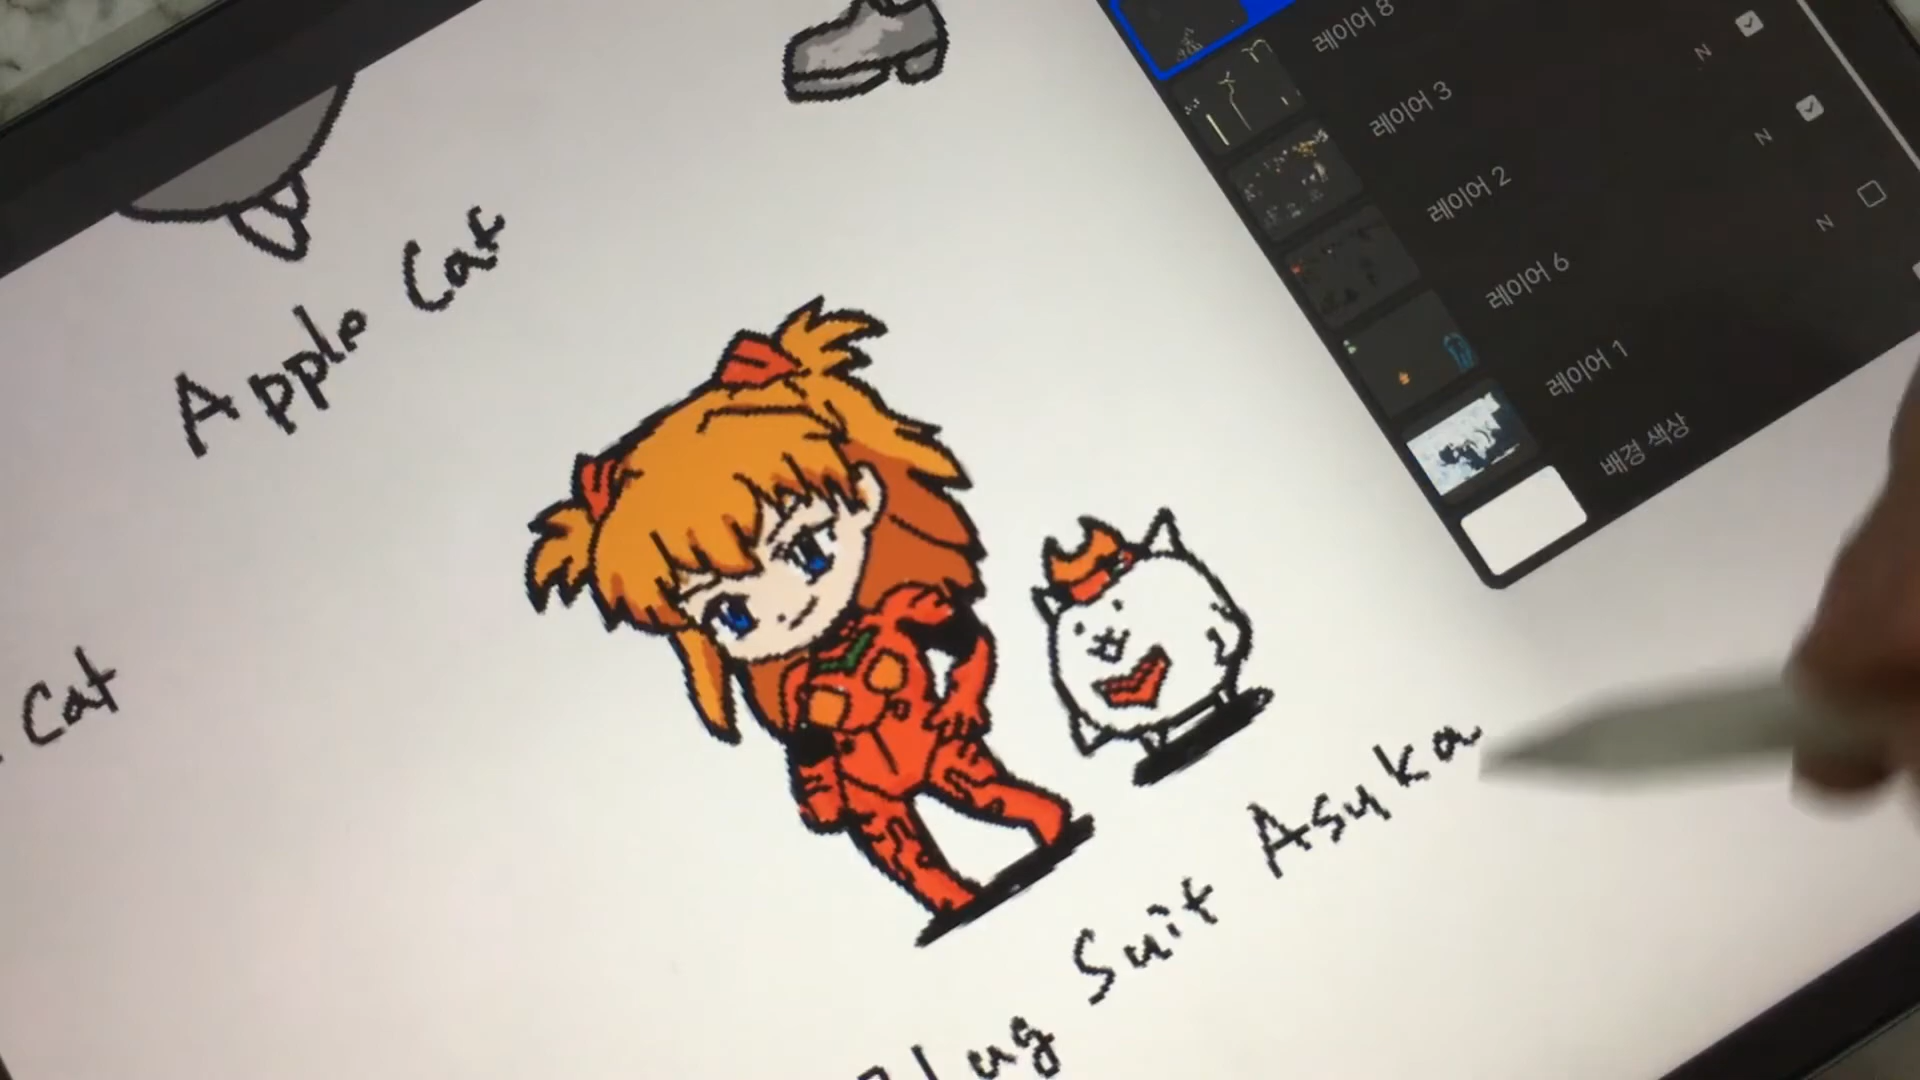 Apple Cat
Cat
Plug Suit Asuka
레이어 8
N
레이어 3
N
레이어 2
N
레이어 6
레이어 1
배경 색상